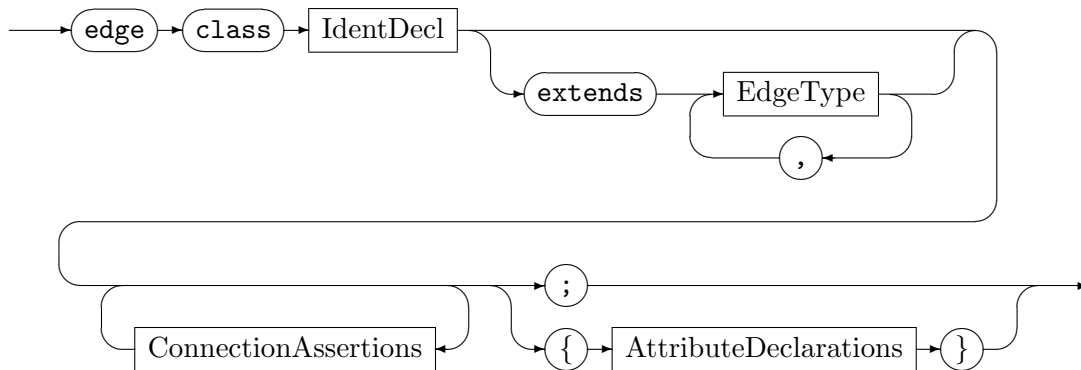 edge class IdentDecl
extends EdgeType
,
;
ConnectionAssertions { AttributeDeclarations }